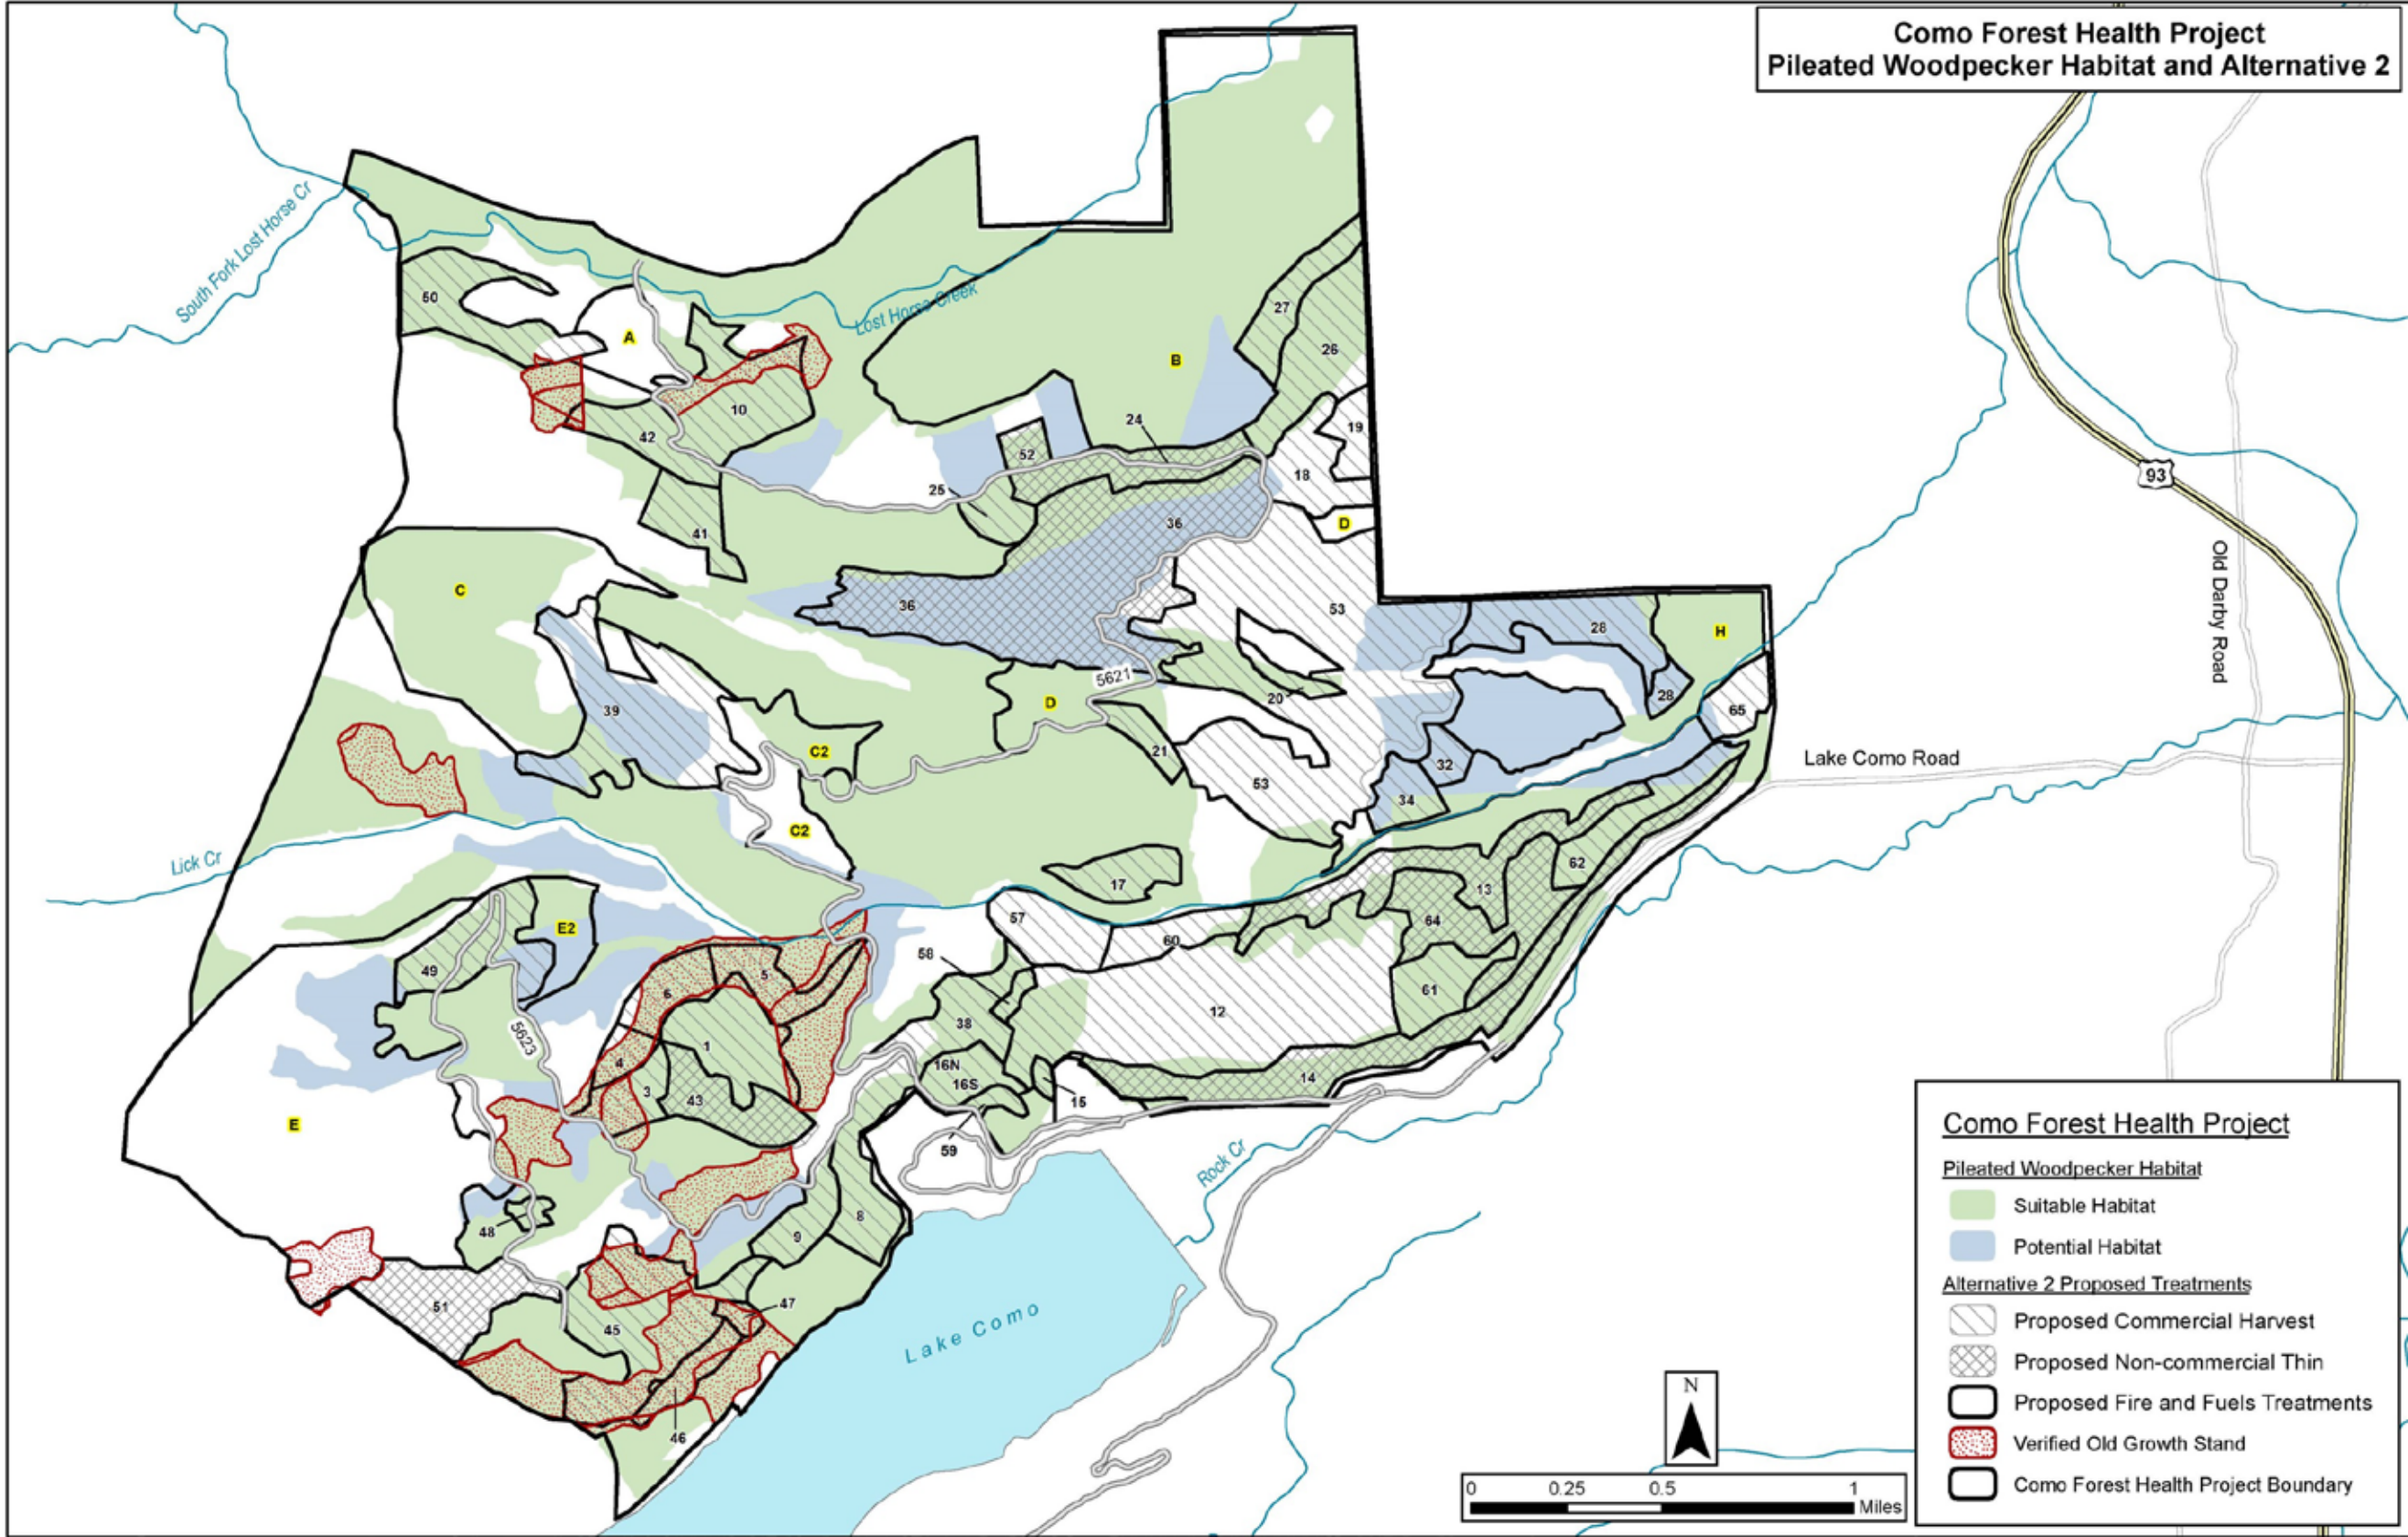 Como Forest Health Project
Pileated Woodpecker Habitat and Alternative 2
South Fork Lost Horse Cr
Lost Horse Creek
50
A
27
B
26
10
42
24
19
52
18
25
93
36
D
41
Old Darby Road
C
36
53
28
H
5621
D
20
28
39
65
C2
21
32
Lake Como Road
53
34
C2
Lick Cr
62
17
13
57
64
E2
60
58
5
49
6
61
12
38
5623
1
4
16N
14
16S
3
43
15
E
59
Rock Cr
8
48
9
47
51
45
Lake Como
46
N
0 0.25 0.5 1
Miles
Como Forest Health Project
Pileated Woodpecker Habitat
Suitable Habitat
Potential Habitat
Alternative 2 Proposed Treatments
Proposed Commercial Harvest
Proposed Non-commercial Thin
Proposed Fire and Fuels Treatments
Verified Old Growth Stand
Como Forest Health Project Boundary